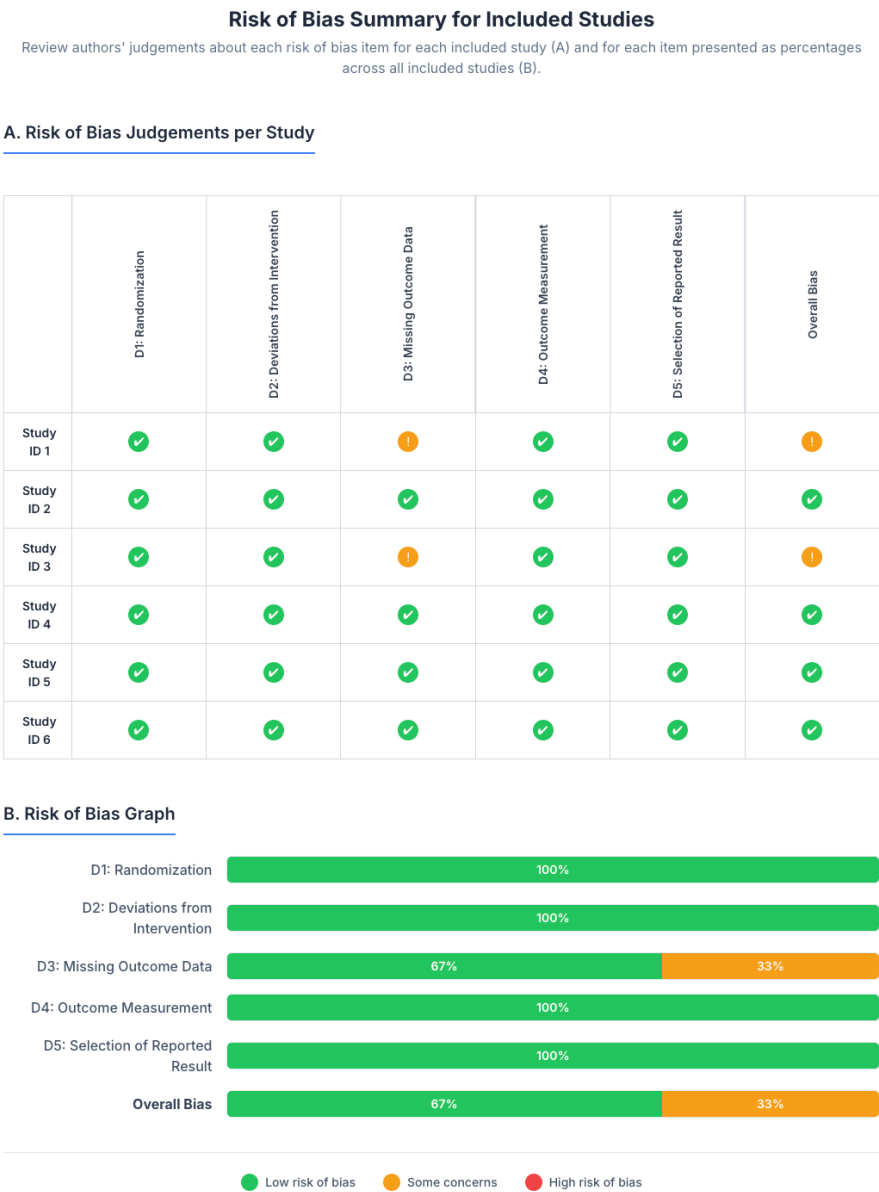 Risk of Bias Summary for Included Studies
Review authors' judgements about each risk of bias item for each included study (A) and for each item presented as percentages
across all included studies (B).
A. Risk of Bias Judgements per Study
D1: Randomization
D2: Deviations from Intervention
D3: Missing Outcome Data
D4: Outcome Measurement
D5: Selection of Reported Result
Overall Bias
Study
ID 1
✔ ✔ ! ✔ ✔ !
Study
ID 2
✔ ✔ ✔ ✔ ✔ ✔
Study
ID 3
✔ ✔ ! ✔ ✔ !
Study
ID 4
✔ ✔ ✔ ✔ ✔ ✔
Study
ID 5
✔ ✔ ✔ ✔ ✔ ✔
Study
ID 6
✔ ✔ ✔ ✔ ✔ ✔
B. Risk of Bias Graph
D1: Randomization 100%
D2: Deviations from
Intervention
100%
D3: Missing Outcome Data 67% 33%
D4: Outcome Measurement 100%
D5: Selection of Reported
Result
100%
Overall Bias 67% 33%
Low risk of bias Some concerns High risk of bias